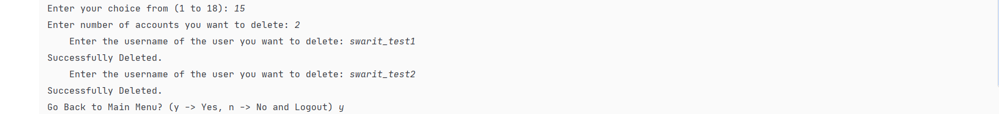 Enter your choice from (1 to 18): 15
Enter number of accounts you want to delete: 2
    Enter the username of the user you want to delete: swarit_test1
Successfully Deleted.
    Enter the username of the user you want to delete: swarit_test2
Successfully Deleted.
Go Back to Main Menu? (y -> Yes, n -> No and Logout) y